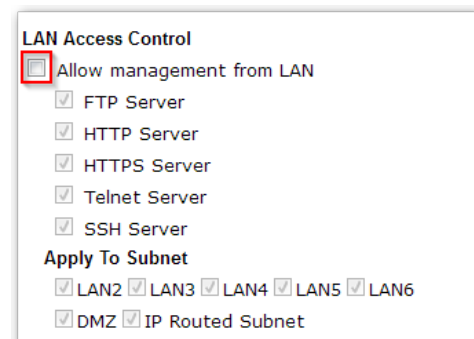 LAN Access Control
Allow management from LAN
FTP Server
HTTP Server
HTTPS Server
Telnet Server
SSH Server
Apply To Subnet
LAN2 LAN3 LAN4 LAN5 LAN6
DMZ IP Routed Subnet